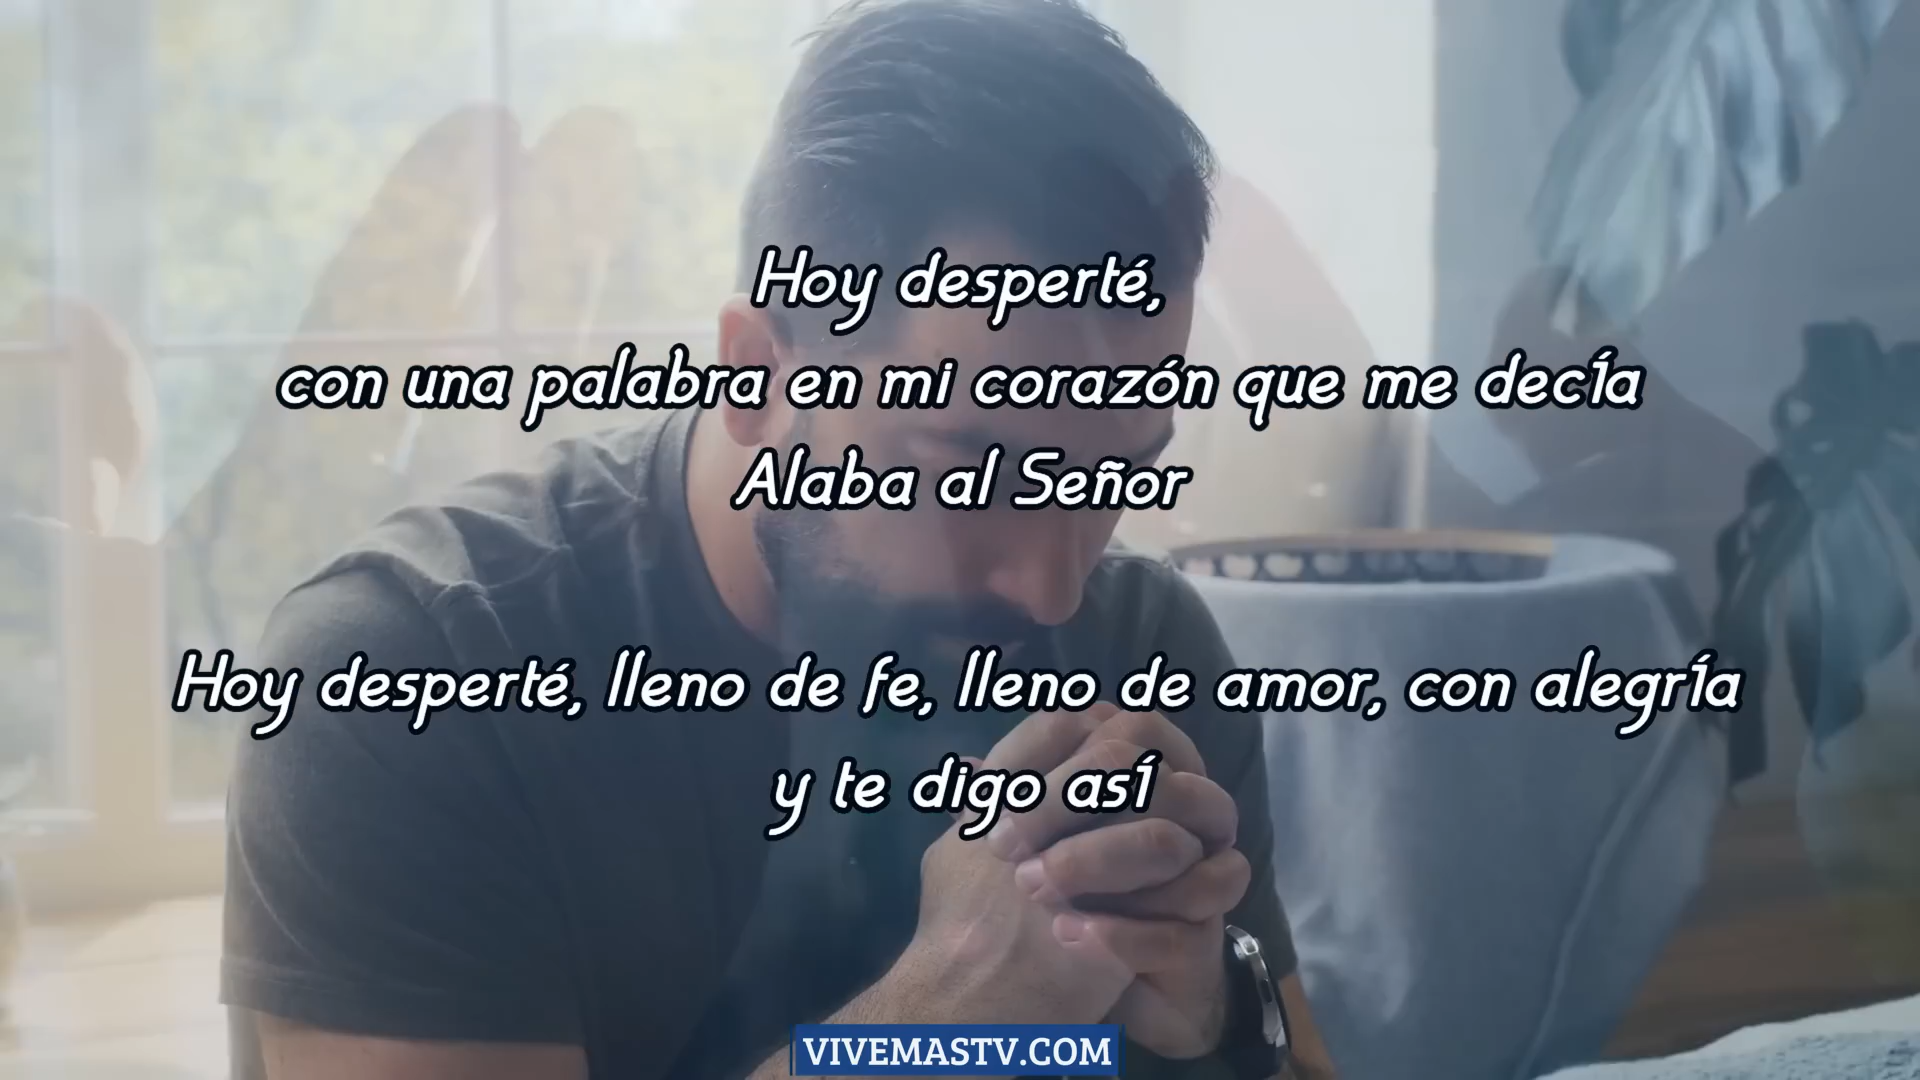 Hoy desperté,
con una palabra en mi corazón que me decía
Alaba al Señor
Hoy desperté, lleno de fe, lleno de amor, con alegría
y te digo así
VIVEMASTV.COM